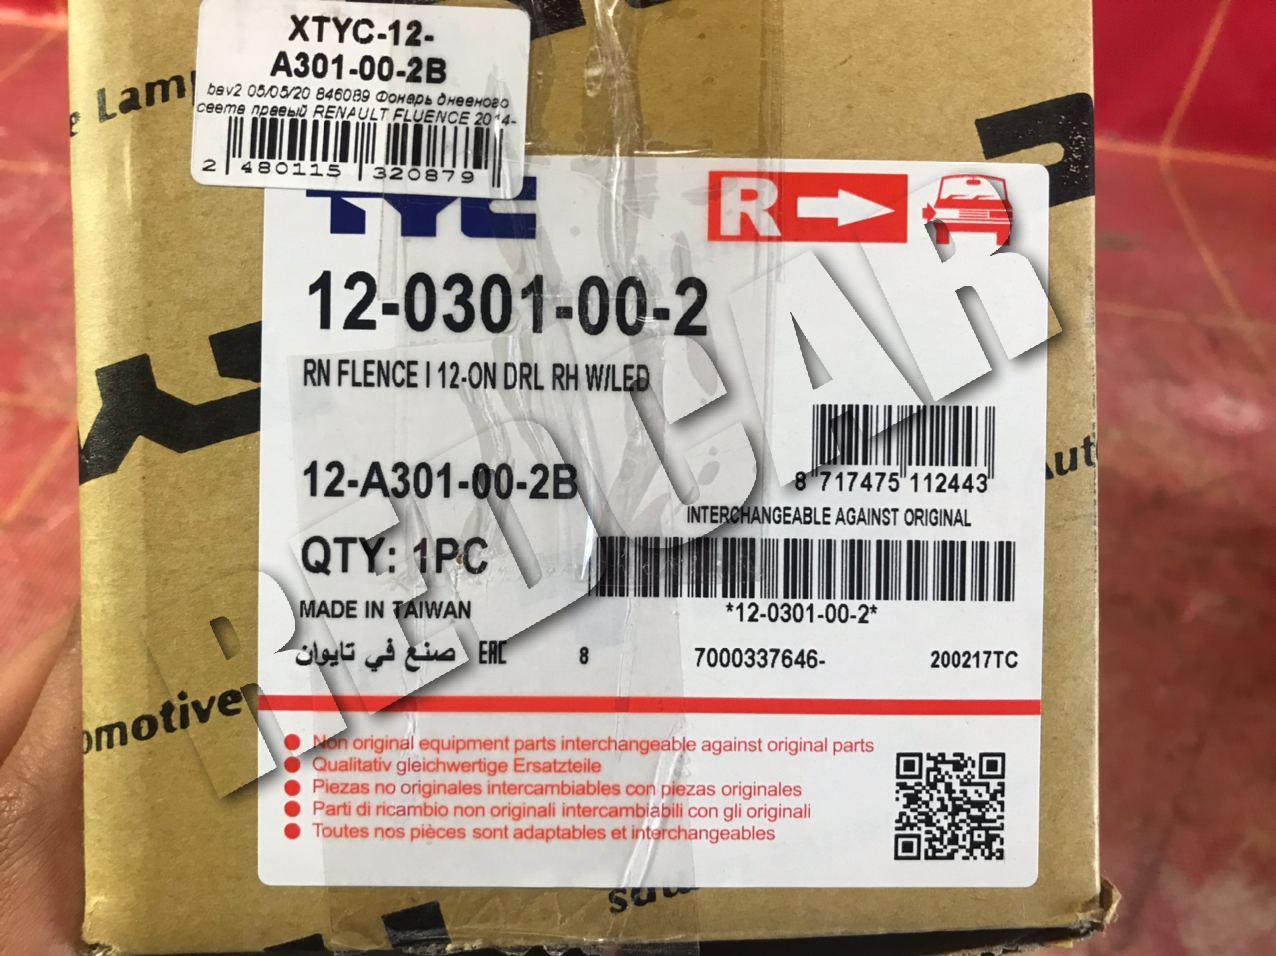 XTYC-12-
A301-00-2B
bav2 05/05/20 846089 Фонарь дневного
света правый RENAULT FLUENCE 2014-
2 480115 320879
e Lamp
TYC
R
12-0301-00-2
RN FLENCE I 12-ON DRL RH W/LED
8 717475 112443
12-A301-00-2B
INTERCHANGEABLE AGAINST ORIGINAL
Aut
QTY: 1PC
MADE IN TAIWAN
*12-0301-00-2*
صنع في تايوان EAC 8 7000337646- 200217TC
REDCAR
omotive
Non original equipment parts interchangeable against original parts
Qualitativ gleichwertige Ersatzteile
Piezas no originales intercambiables con piezas originales
Parti di ricambio non originali intercambiabili con gli originali
Toutes nos pièces sont adaptables et interchangeables